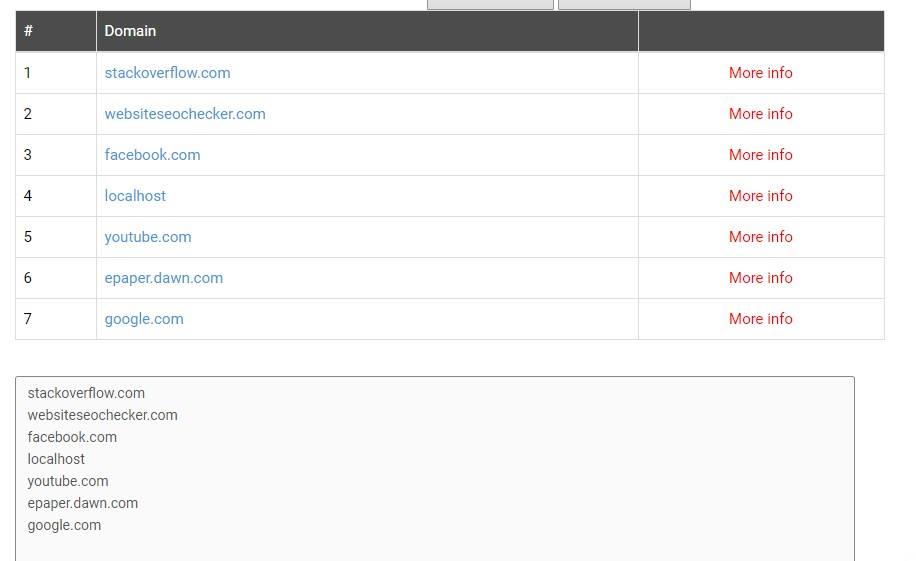 # Domain
1 stackoverflow.com More info
2 websiteseochecker.com More info
3 facebook.com More info
4 localhost More info
5 youtube.com More info
6 epaper.dawn.com More info
7 google.com More info
stackoverflow.com
websiteseochecker.com
facebook.com
localhost
youtube.com
epaper.dawn.com
google.com